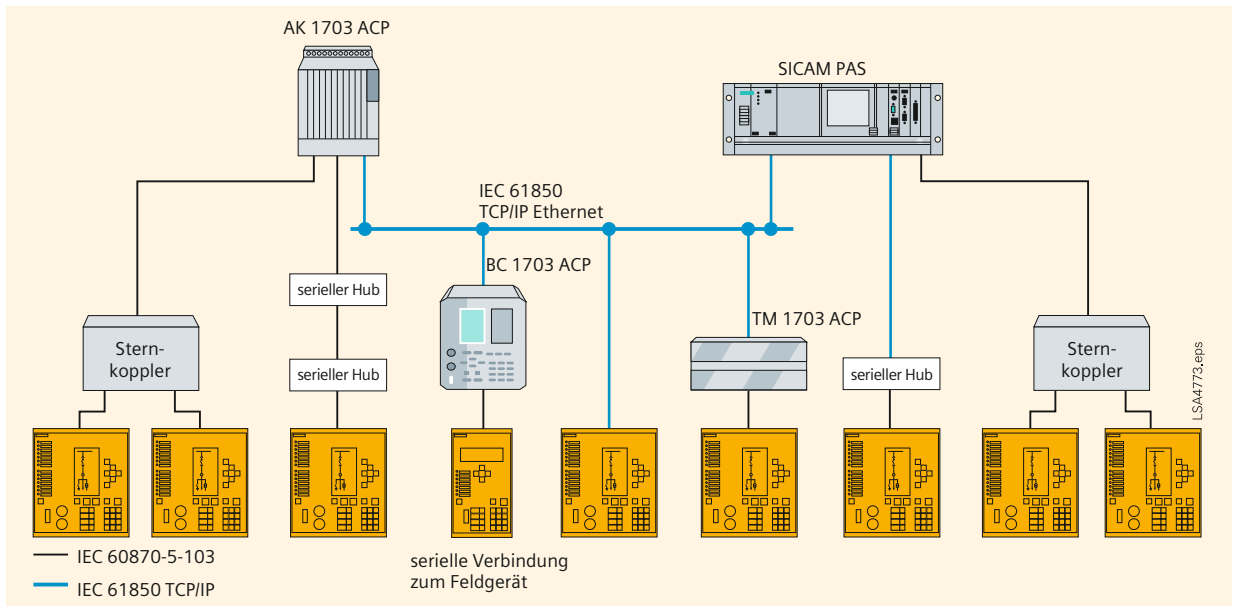 AK 1703 ACP
SICAM PAS
IEC 61850
TCP/IP Ethernet
BC 1703 ACP
serieller Hub
TM 1703 ACP
Stern-
koppler
serieller Hub
serieller Hub
Stern-
koppler
LSA4773.eps
IEC 60870-5-103
IEC 61850 TCP/IP
serielle Verbindung
zum Feldgerät